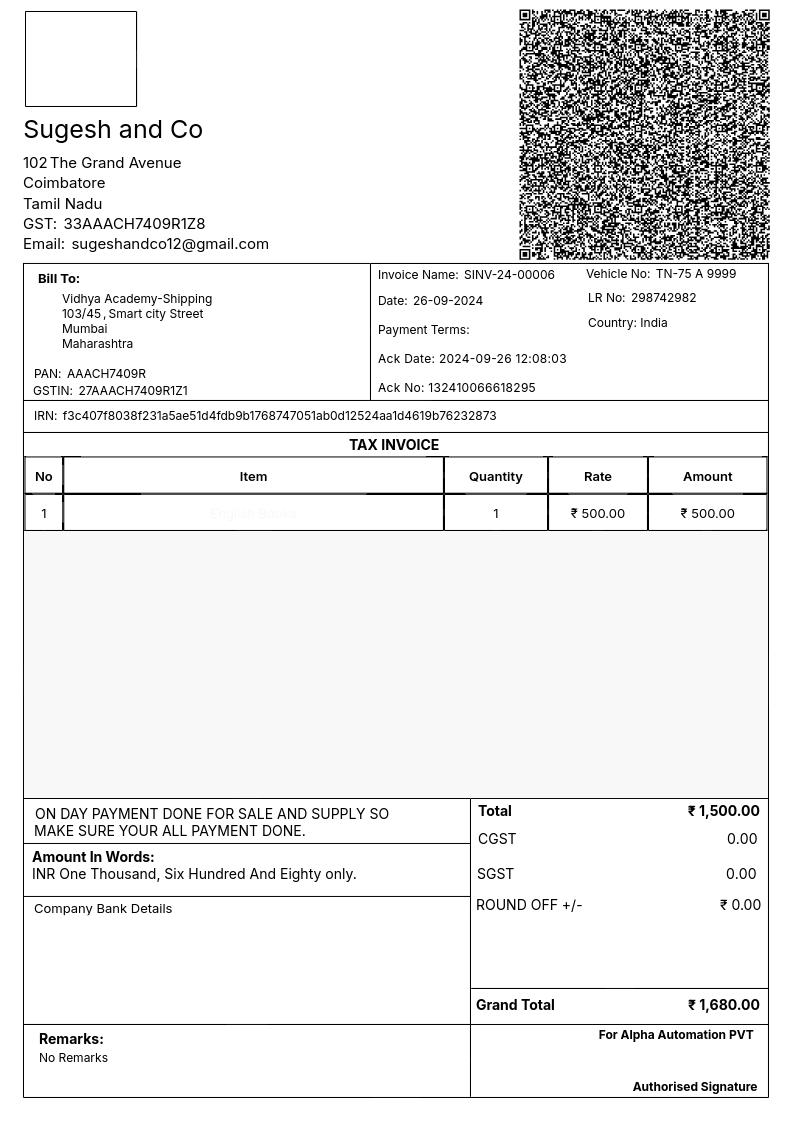 Sugesh and Co
102 The Grand Avenue
Coimbatore
Tamil Nadu
GST: 33AAACH7409R1Z8
Email: sugeshandco12@gmail.com
Bill To:
Vidhya Academy-Shipping
103/45 , Smart city Street
Mumbai
Maharashtra
PAN: AAACH7409R
GSTIN: 27AAACH7409R1Z1
Invoice Name: SINV-24-00006 Vehicle No: TN-75 A 9999
Date: 26-09-2024 LR No: 298742982
Payment Terms: Country: India
Ack Date: 2024-09-26 12:08:03
Ack No: 132410066618295
IRN: f3c407f8038f231a5ae51d4fdb9b1768747051ab0d12524aa1d4619b76232873
TAX INVOICE
No Item Quantity Rate Amount
1 English Books 1 ₹ 500.00 ₹ 500.00
ON DAY PAYMENT DONE FOR SALE AND SUPPLY SO
MAKE SURE YOUR ALL PAYMENT DONE.
Amount In Words:
INR One Thousand, Six Hundred And Eighty only.
Company Bank Details
Total ₹ 1,500.00
CGST 0.00
SGST 0.00
ROUND OFF +/- ₹ 0.00
Grand Total ₹ 1,680.00
Remarks:
No Remarks
For Alpha Automation PVT
Authorised Signature